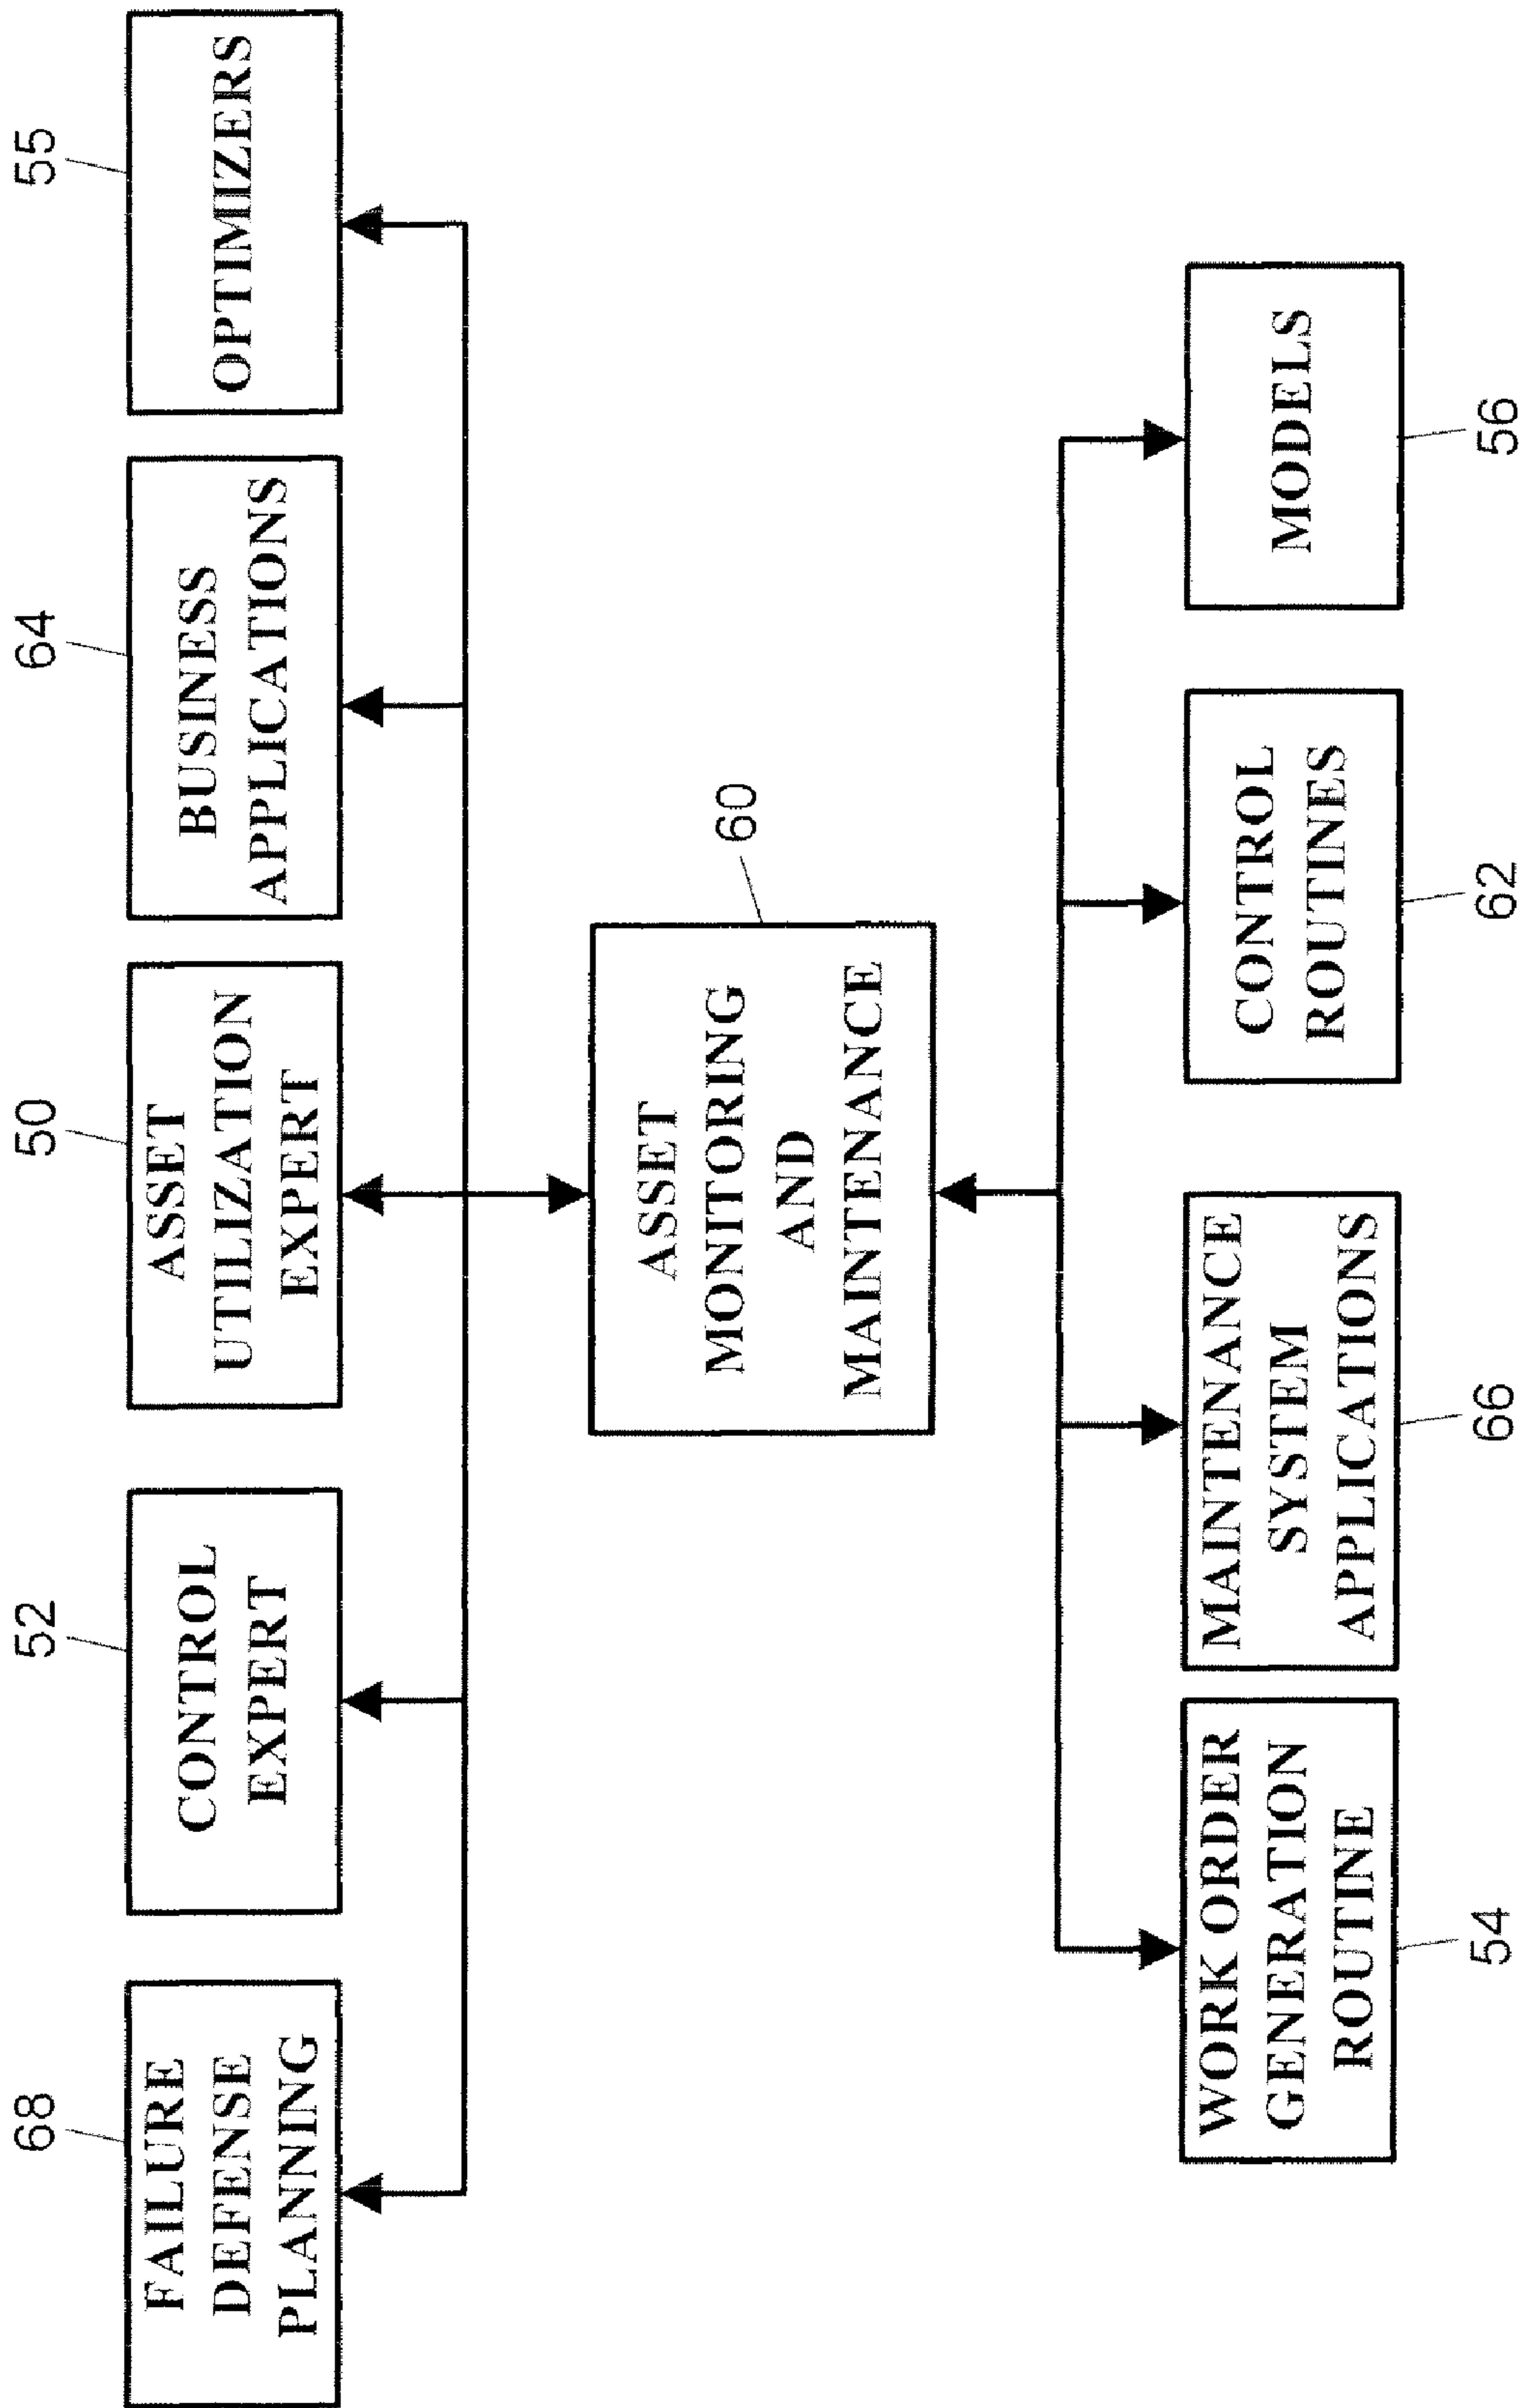 68
FAILURE
DEFENSE
PLANNING
52
CONTROL
EXPERT
50
ASSET
UTILIZATION
EXPERT
64
BUSINESS
APPLICATIONS
55
OPTIMIZERS
60
ASSET
MONITORING
AND
MAINTENANCE
WORK ORDER
GENERATION
ROUTINE
54
MAINTENANCE
SYSTEM
APPLICATIONS
66
CONTROL
ROUTINES
62
MODELS
56